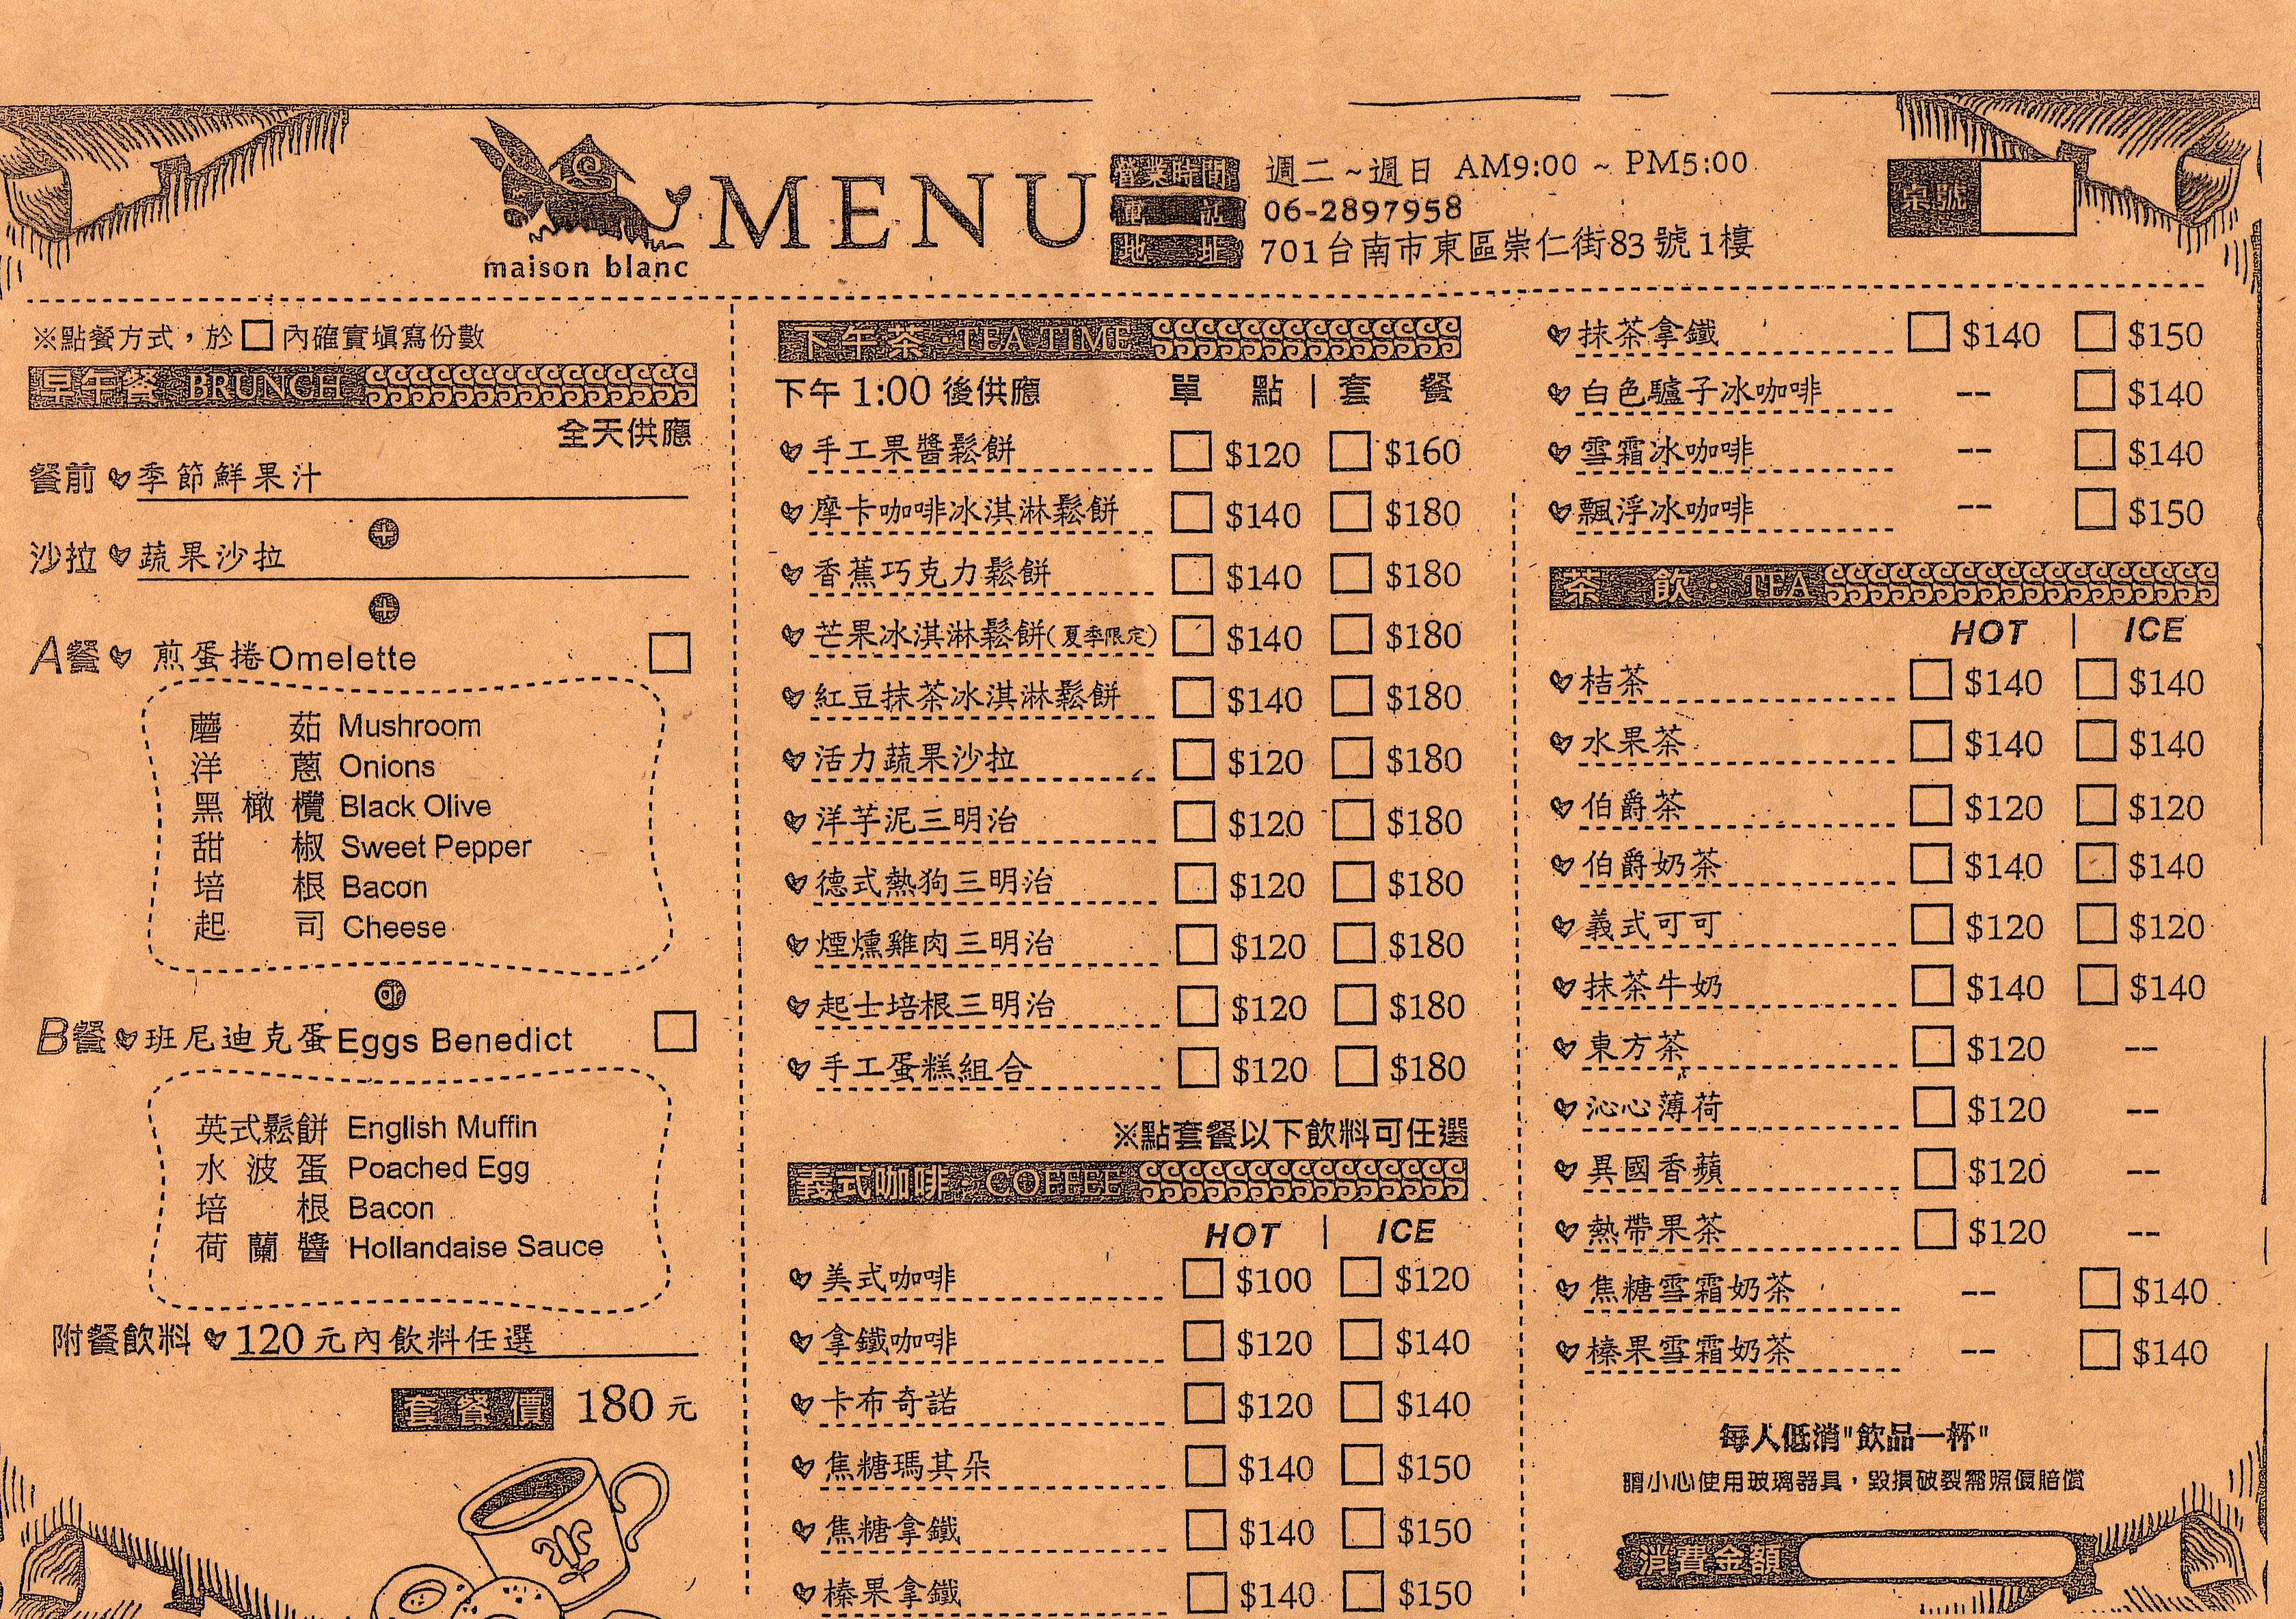 maison blanc
MENU
營業時間 週二～週日 AM9:00 ~ PM5:00
電話 06-2897958
地址 701台南市東區崇仁街83號1樓
桌號
※點餐方式，於□內確實填寫份數
早午餐 · BRUNCH
全天供應
餐前 季節鮮果汁
+
沙拉 蔬果沙拉
+
A餐 煎蛋捲Omelette
蘑茹 Mushroom
洋蔥 Onions
黑橄欖 Black Olive
甜椒 Sweet Pepper
培根 Bacon
起司 Cheese
or
B餐 班尼迪克蛋Eggs Benedict
英式鬆餅 English Muffin
水波蛋 Poached Egg
培根 Bacon
荷蘭醬 Hollandaise Sauce
附餐飲料 120元內飲料任選
套餐價 180元
下午茶 · TEA TIME
下午1:00後供應 單點 | 套餐
手工果醬鬆餅 $120 $160
摩卡咖啡冰淇淋鬆餅 $140 $180
香蕉巧克力鬆餅 $140 $180
芒果冰淇淋鬆餅(夏季限定) $140 $180
紅豆抹茶冰淇淋鬆餅 $140 $180
活力蔬果沙拉 $120 $180
洋芋泥三明治 $120 $180
德式熱狗三明治 $120 $180
煙燻雞肉三明治 $120 $180
起士培根三明治 $120 $180
手工蛋糕組合 $120 $180
※點套餐以下飲料可任選
義式咖啡 · COFFEE
HOT | ICE
美式咖啡 $100 $120
拿鐵咖啡 $120 $140
卡布奇諾 $120 $140
焦糖瑪其朵 $140 $150
焦糖拿鐵 $140 $150
榛果拿鐵 $140 $150
抹茶拿鐵 $140 $150
白色驢子冰咖啡 -- $140
雪霜冰咖啡 -- $140
飄浮冰咖啡 -- $150
茶飲 · TEA
HOT | ICE
桔茶 $140 $140
水果茶 $140 $140
伯爵茶 $120 $120
伯爵奶茶 $140 $140
義式可可 $120 $120
抹茶牛奶 $140 $140
東方茶 $120 --
沁心薄荷 $120 --
異國香蘋 $120 --
熱帶果茶 $120 --
焦糖雪霜奶茶 -- $140
榛果雪霜奶茶 -- $140
每人低消"飲品一杯"
請小心使用玻璃器具，毀損破裂需照價賠償
消費金額